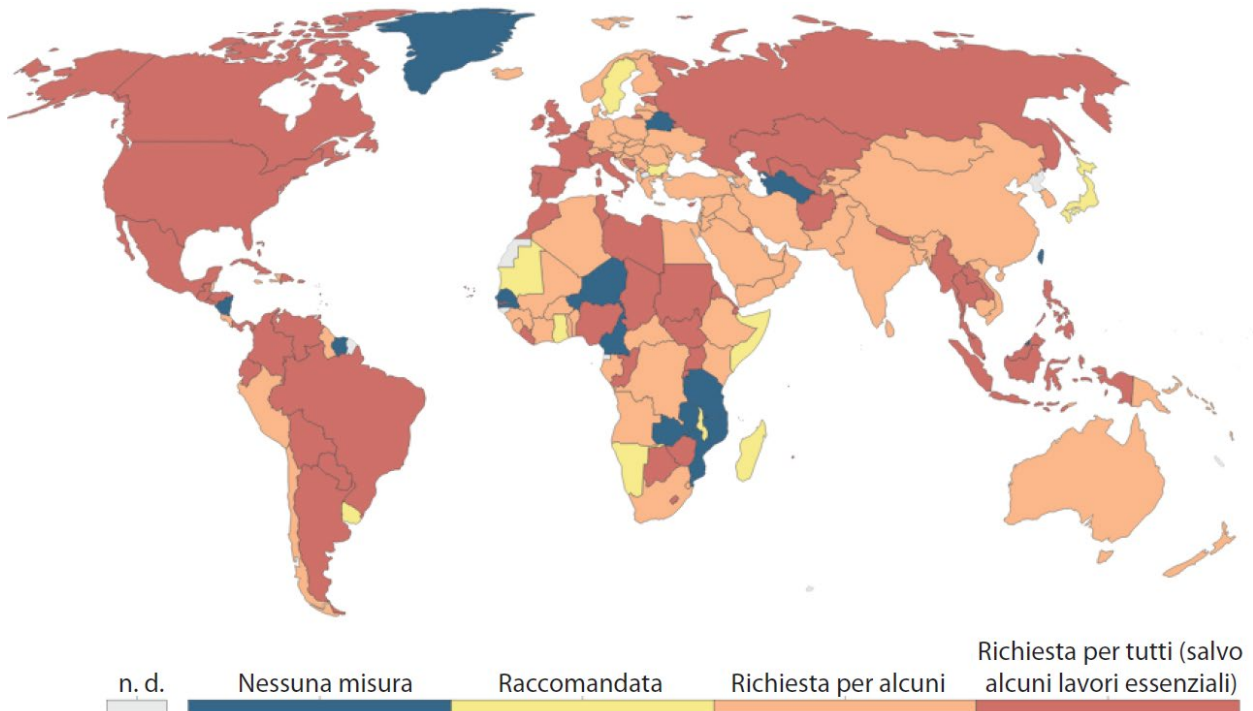 Richiesta per tutti (salvo
n. d. Nessuna misura Raccomandata Richiesta per alcuni alcuni lavori essenziali)